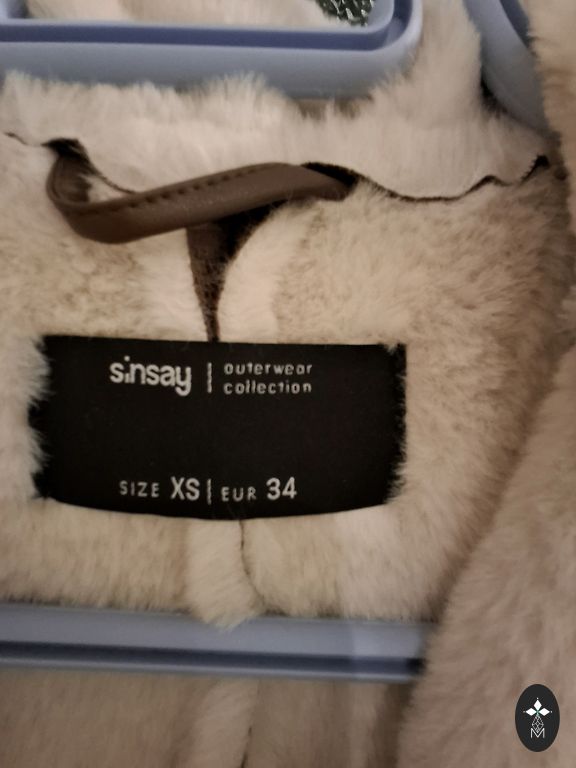 sinsay | outerwear
collection
SIZE XS | EUR 34
M